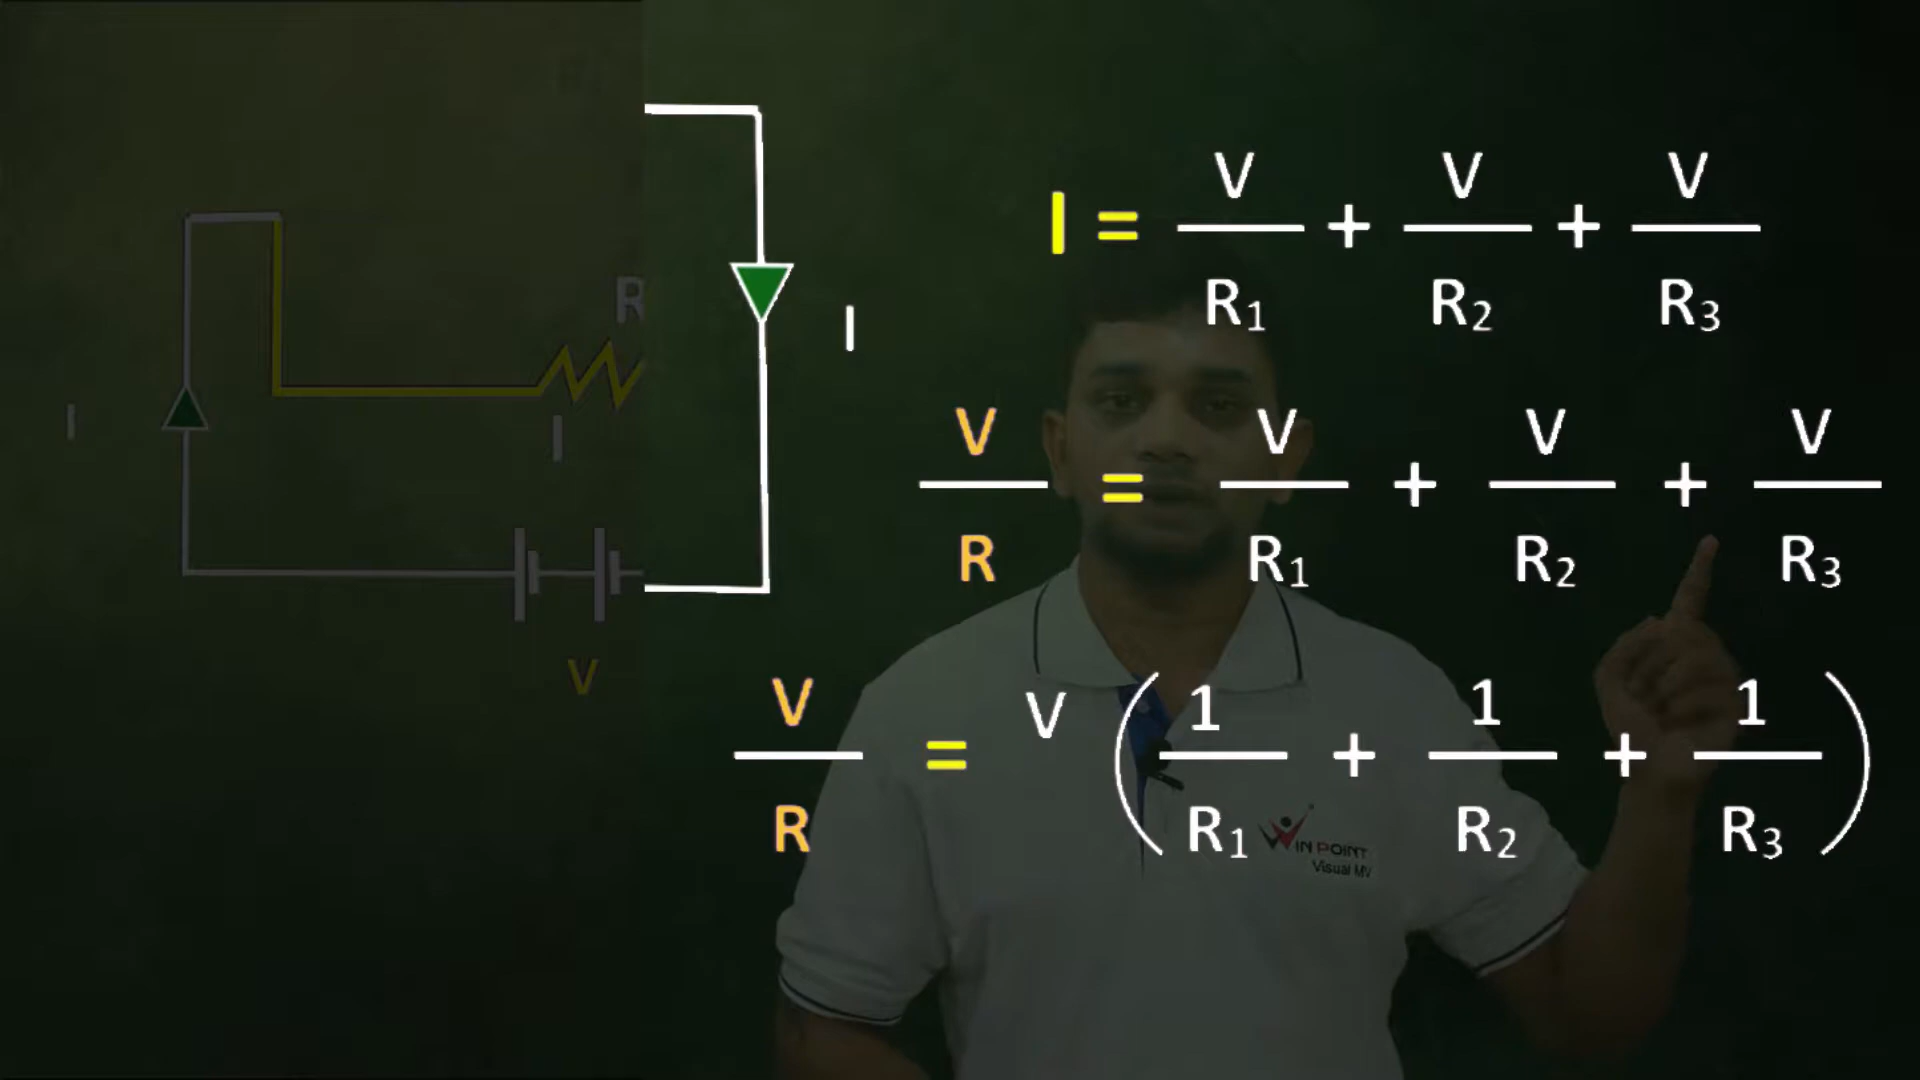 I = V/R₁ + V/R₂ + V/R₃
V/R = V/R₁ + V/R₂ + V/R₃
V/R = V (1/R₁ + 1/R₂ + 1/R₃)
I
R
I
I
V
WIN POINT
Visual MV